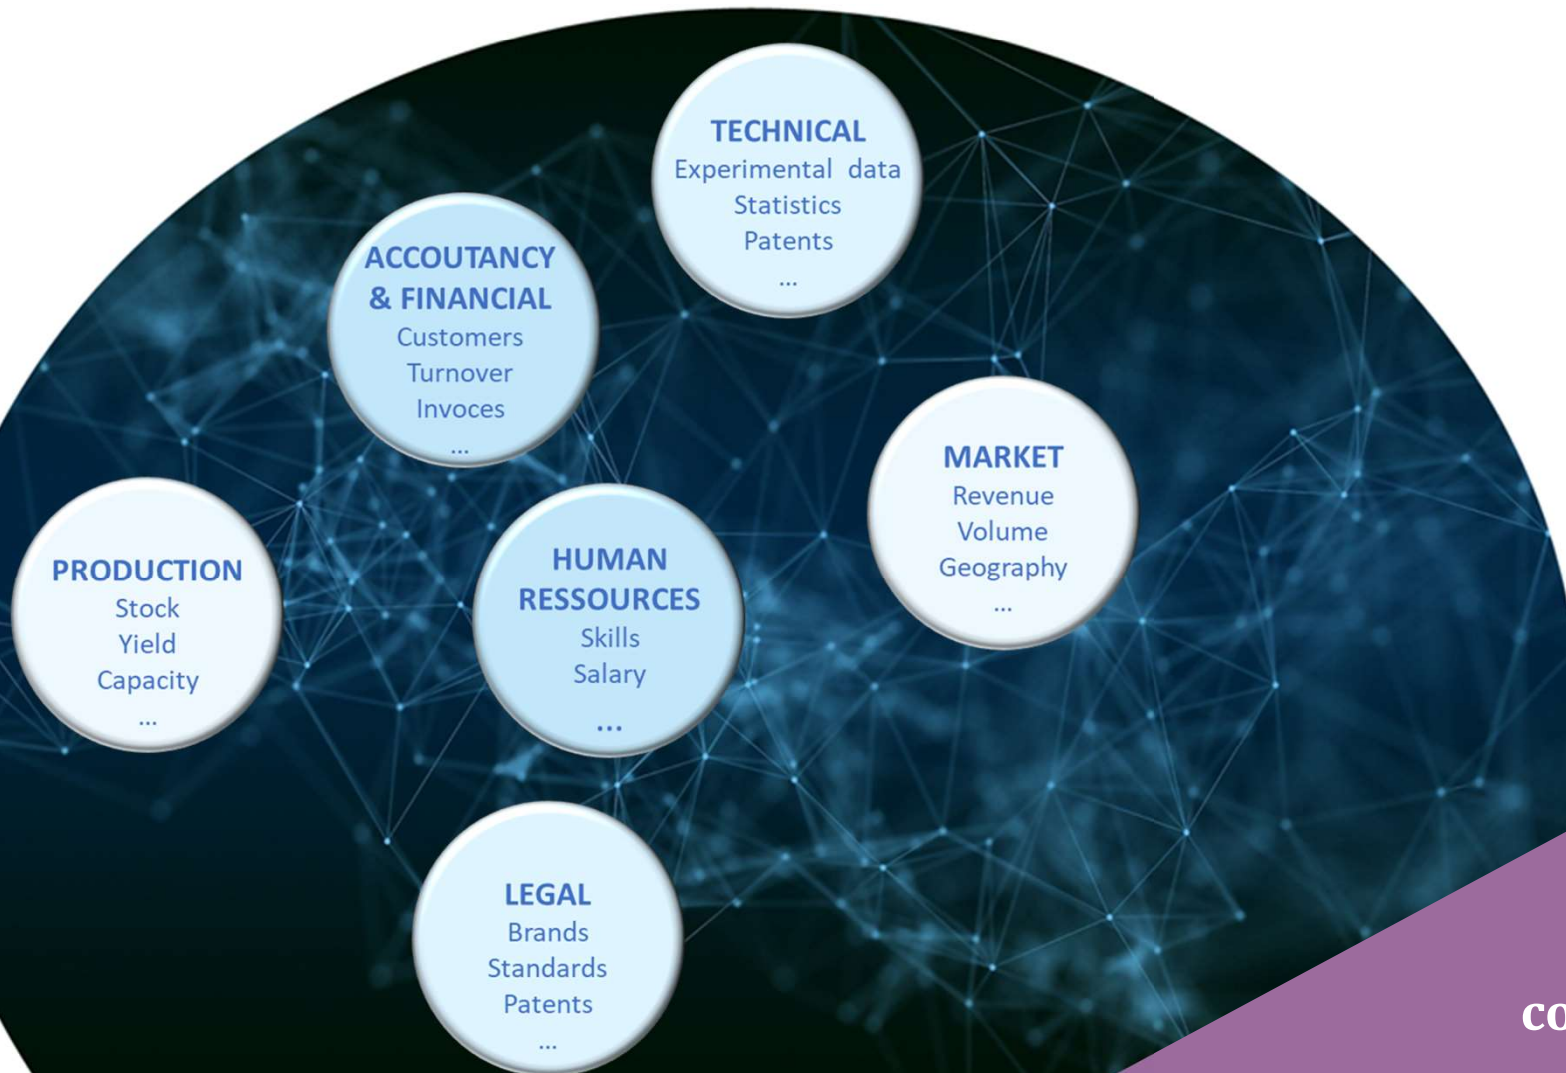 TECHNICAL
Experimental data
Statistics
Patents
...
ACCOUTANCY
& FINANCIAL
Customers
Turnover
Invoces
...
MARKET
Revenue
Volume
Geography
...
PRODUCTION
Stock
Yield
Capacity
...
HUMAN
RESSOURCES
Skills
Salary
...
LEGAL
Brands
Standards
Patents
...